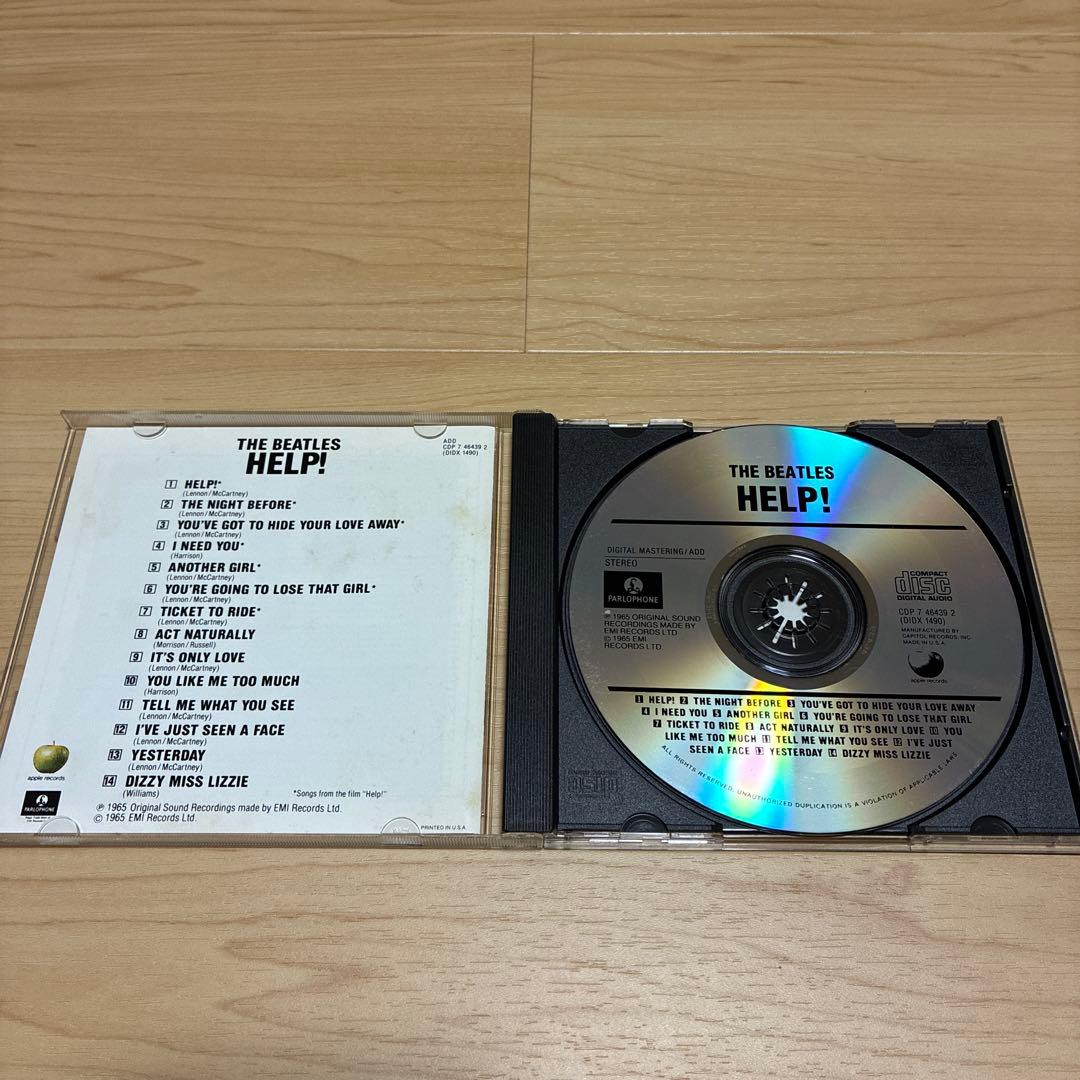 THE BEATLES
HELP!
ADD
CDP 7 46439 2
(DIDX 1490)
1 HELP!*
(Lennon/McCartney)
2 THE NIGHT BEFORE*
(Lennon/McCartney)
3 YOU'VE GOT TO HIDE YOUR LOVE AWAY*
(Lennon/McCartney)
4 I NEED YOU*
(Harrison)
5 ANOTHER GIRL*
(Lennon/McCartney)
6 YOU'RE GOING TO LOSE THAT GIRL*
(Lennon/McCartney)
7 TICKET TO RIDE*
(Lennon/McCartney)
8 ACT NATURALLY
(Morrison/Russell)
9 IT'S ONLY LOVE
(Lennon/McCartney)
10 YOU LIKE ME TOO MUCH
(Harrison)
11 TELL ME WHAT YOU SEE
(Lennon/McCartney)
12 I'VE JUST SEEN A FACE
(Lennon/McCartney)
13 YESTERDAY
(Lennon/McCartney)
14 DIZZY MISS LIZZIE
(Williams)
*Songs from the film "Help!"
apple records
PARLOPHONE
℗ 1965 Original Sound Recordings made by EMI Records Ltd.
© 1965 EMI Records Ltd.
PRINTED IN U.S.A.
THE BEATLES
HELP!
DIGITAL MASTERING/ADD
STEREO
PARLOPHONE
℗ 1965 ORIGINAL SOUND
RECORDINGS MADE BY
EMI RECORDS LTD
© 1965 EMI
RECORDS LTD
COMPACT
disc
DIGITAL AUDIO
CDP 7 46439 2
(DIDX 1490)
MANUFACTURED BY
CAPITOL RECORDS, INC.
MADE IN U.S.A.
apple records
1 HELP! 2 THE NIGHT BEFORE 3 YOU'VE GOT TO HIDE YOUR LOVE AWAY
4 I NEED YOU 5 ANOTHER GIRL 6 YOU'RE GOING TO LOSE THAT GIRL
7 TICKET TO RIDE 8 ACT NATURALLY 9 IT'S ONLY LOVE 10 YOU
LIKE ME TOO MUCH 11 TELL ME WHAT YOU SEE 12 I'VE JUST
SEEN A FACE 13 YESTERDAY 14 DIZZY MISS LIZZIE
ALL RIGHTS RESERVED. UNAUTHORIZED DUPLICATION IS A VIOLATION OF APPLICABLE LAWS